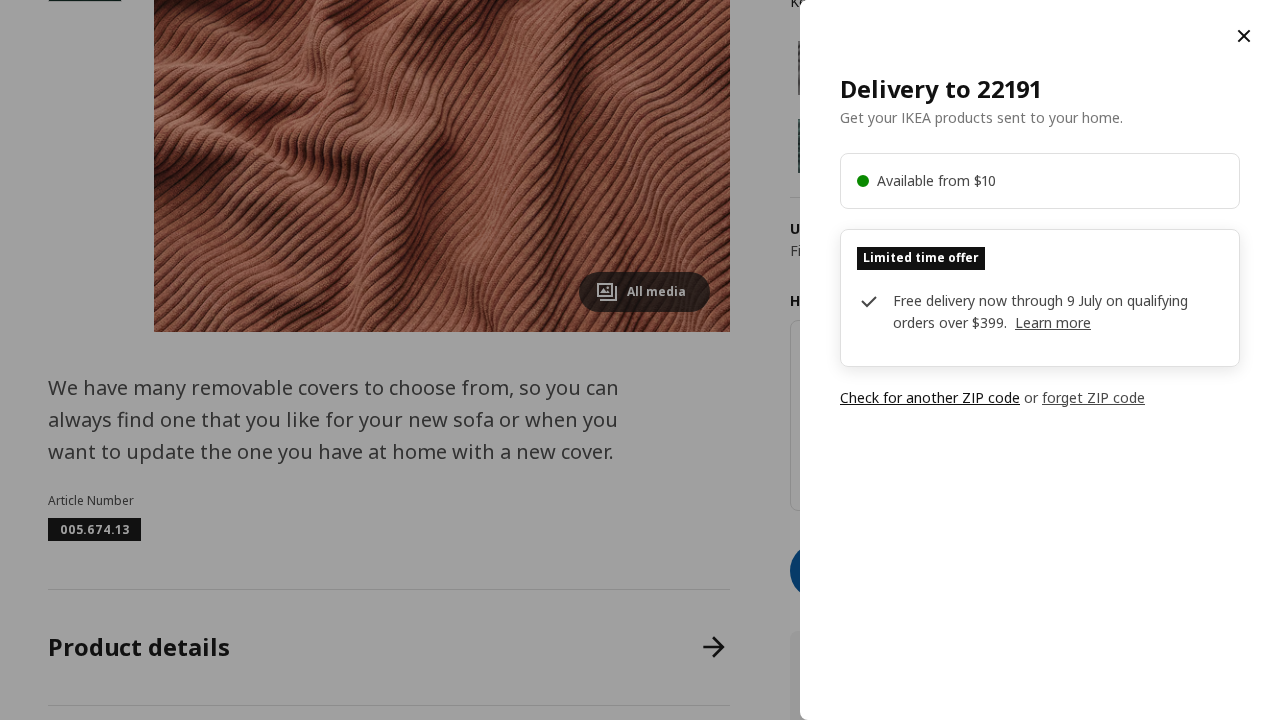 All media
We have many removable covers to choose from, so you can
always find one that you like for your new sofa or when you
want to update the one you have at home with a new cover.
Article Number
005.674.13
Product details
Delivery to 22191
Get your IKEA products sent to your home.
Available from $10
Limited time offer
Free delivery now through 9 July on qualifying
orders over $399. Learn more
Check for another ZIP code or forget ZIP code